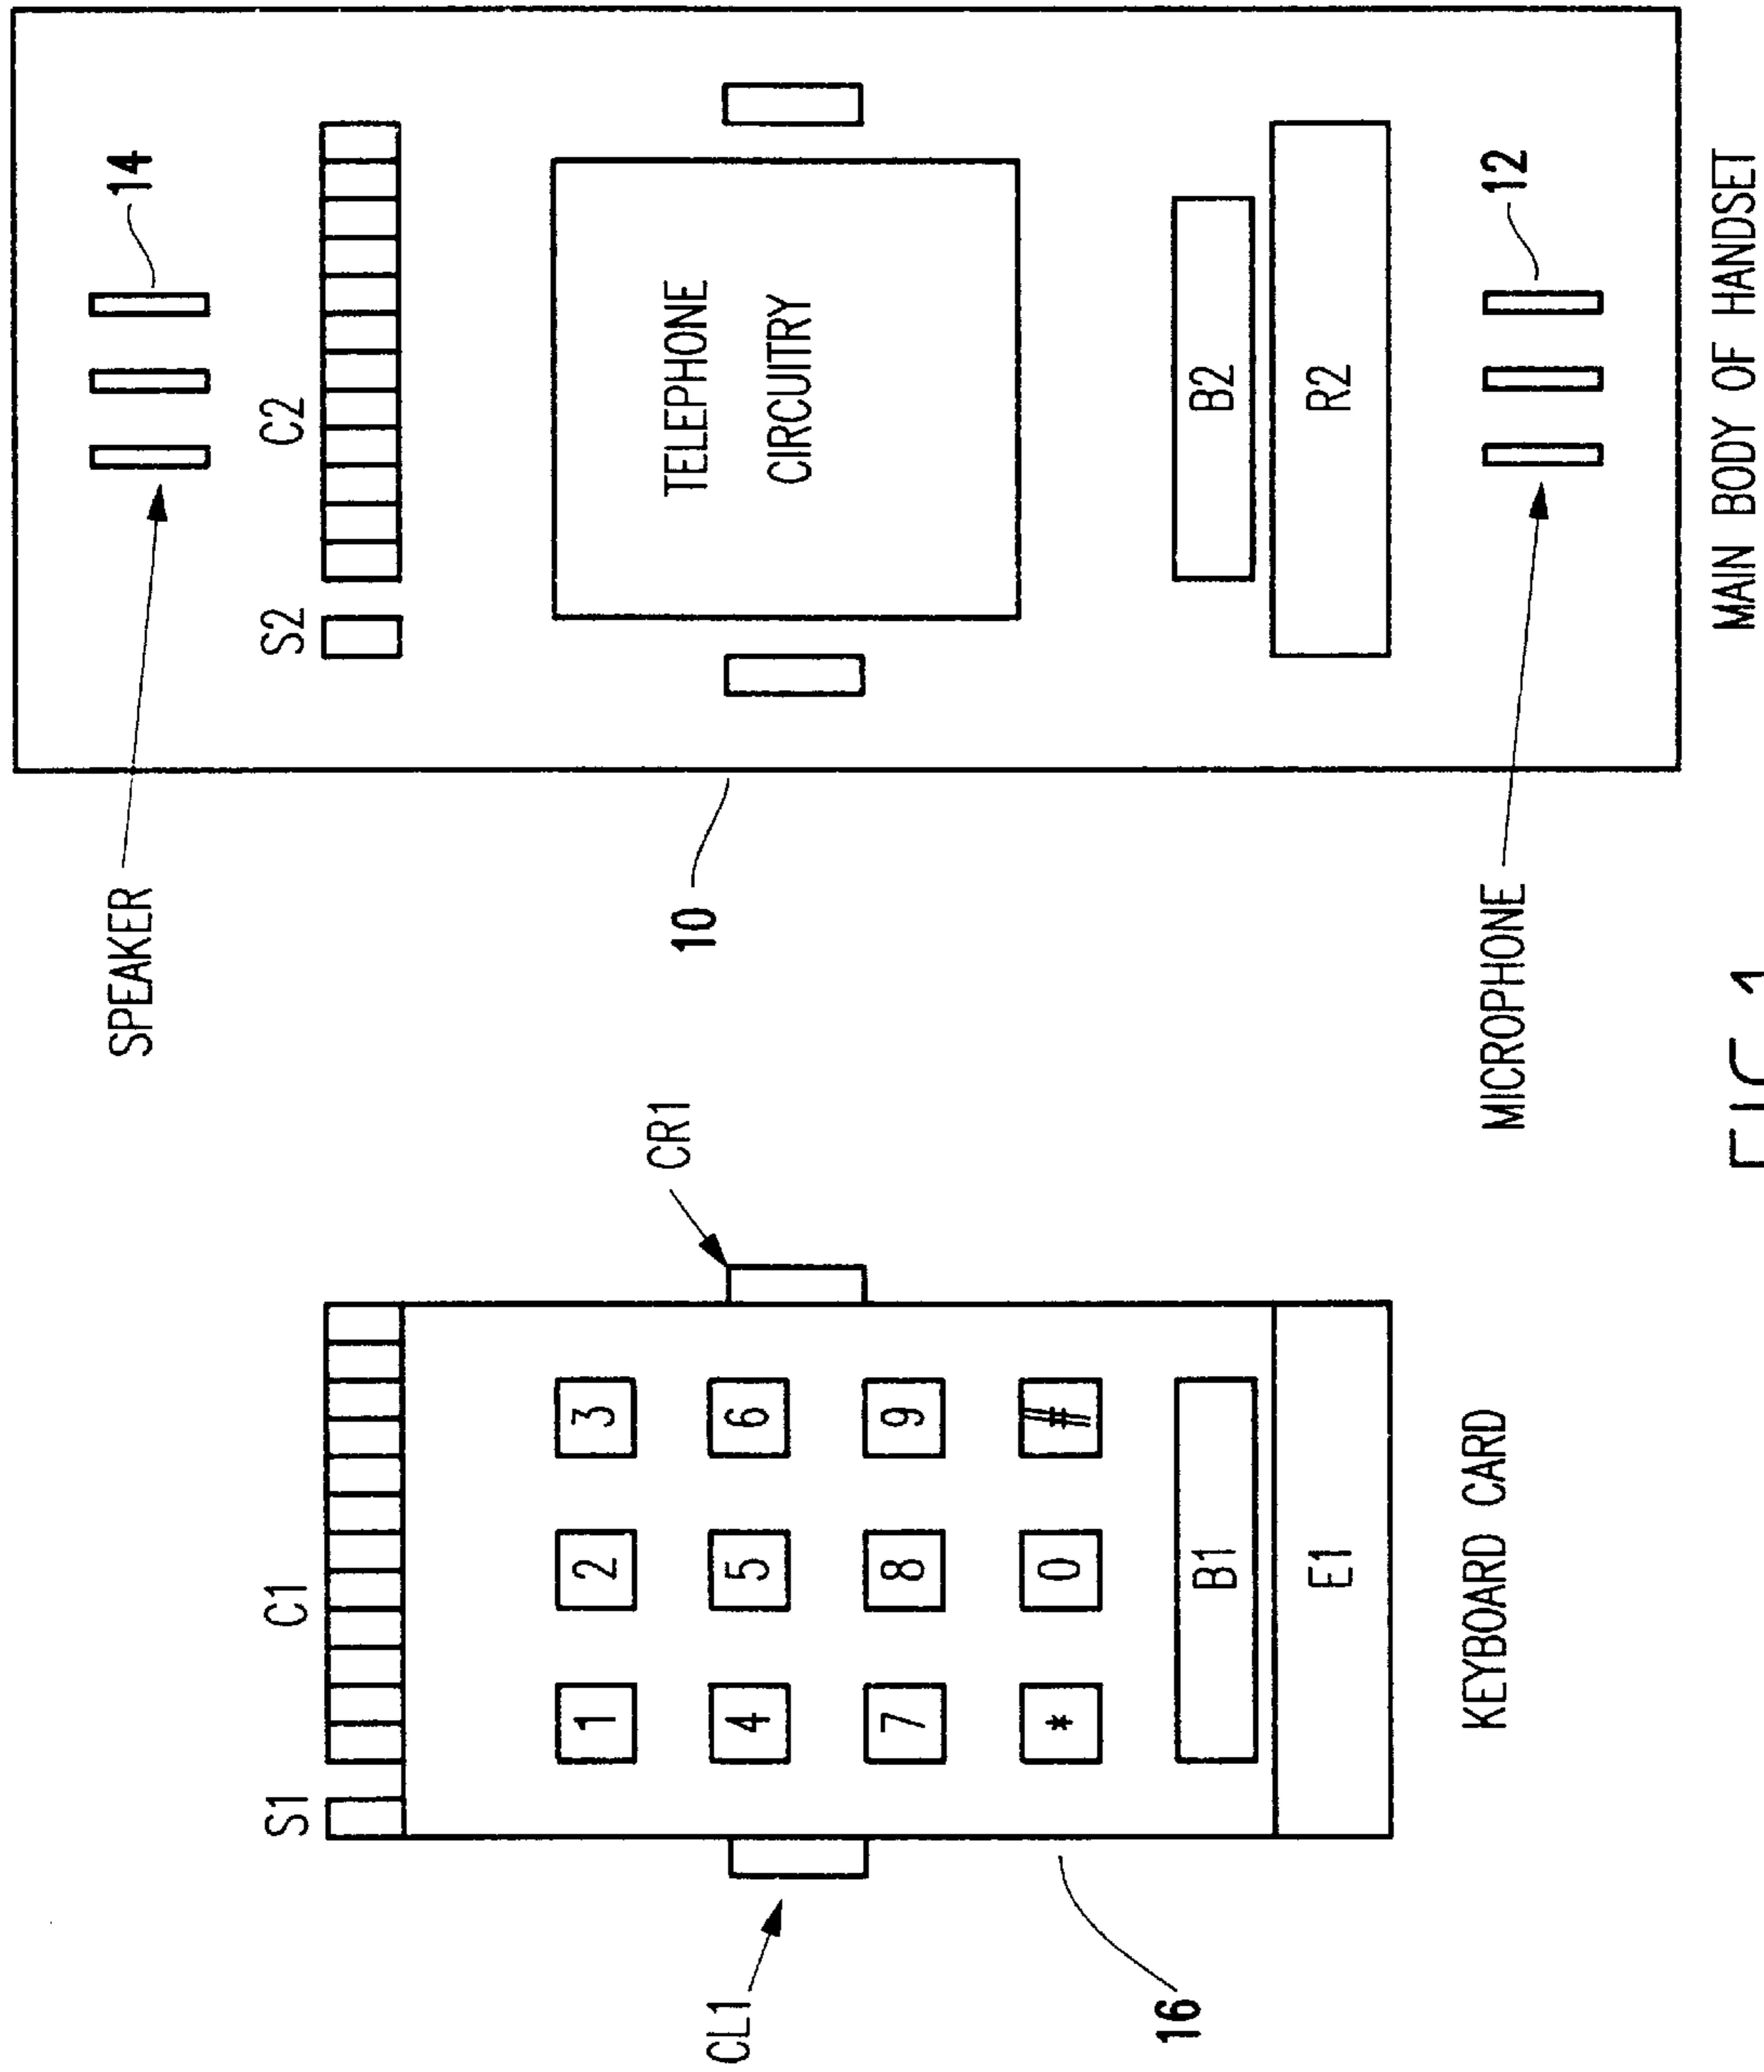 S1
C1
1
2
3
4
5
6
7
8
9
*
0
#
B1
E1
CL1
CR1
16
KEYBOARD CARD
SPEAKER
14
S2
C2
TELEPHONE
CIRCUITRY
10
B2
R2
MICROPHONE
12
MAIN BODY OF HANDSET